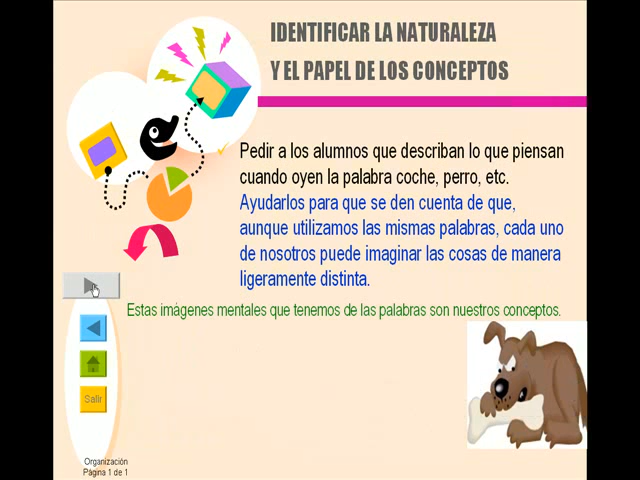 IDENTIFICAR LA NATURALEZA
Y EL PAPEL DE LOS CONCEPTOS
Pedir a los alumnos que describan lo que piensan
cuando oyen la palabra coche, perro, etc.
Ayudarlos para que se den cuenta de que,
aunque utilizamos las mismas palabras, cada uno
de nosotros puede imaginar las cosas de manera
ligeramente distinta.
Estas imágenes mentales que tenemos de las palabras son nuestros conceptos.
Salir
Organización
Página 1 de 1